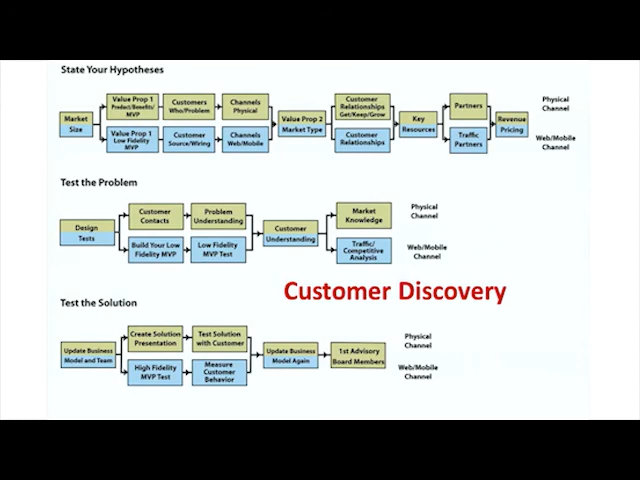 State Your Hypotheses
Market
Size
Value Prop 1
Product/Benefits/
MVP
Customers
Who/Problem
Channels
Physical
Value Prop 1
Low Fidelity
MVP
Customer
Source/Wiring
Channels
Web/Mobile
Value Prop 2
Market Type
Customer
Relationships
Get/Keep/Grow
Customer
Relationships
Key
Resources
Partners
Traffic
Partners
Revenue
Pricing
Physical
Channel
Web/Mobile
Channel
Test the Problem
Design
Tests
Customer
Contacts
Problem
Understanding
Build Your Low
Fidelity MVP
Low Fidelity
MVP Test
Customer
Understanding
Market
Knowledge
Traffic/
Competitive
Analysis
Physical
Channel
Web/Mobile
Channel
Customer Discovery
Test the Solution
Update Business
Model and Team
Create Solution
Presentation
Test Solution
with Customer
High Fidelity
MVP Test
Measure
Customer
Behavior
Update Business
Model Again
1st Advisory
Board Members
Physical
Channel
Web/Mobile
Channel